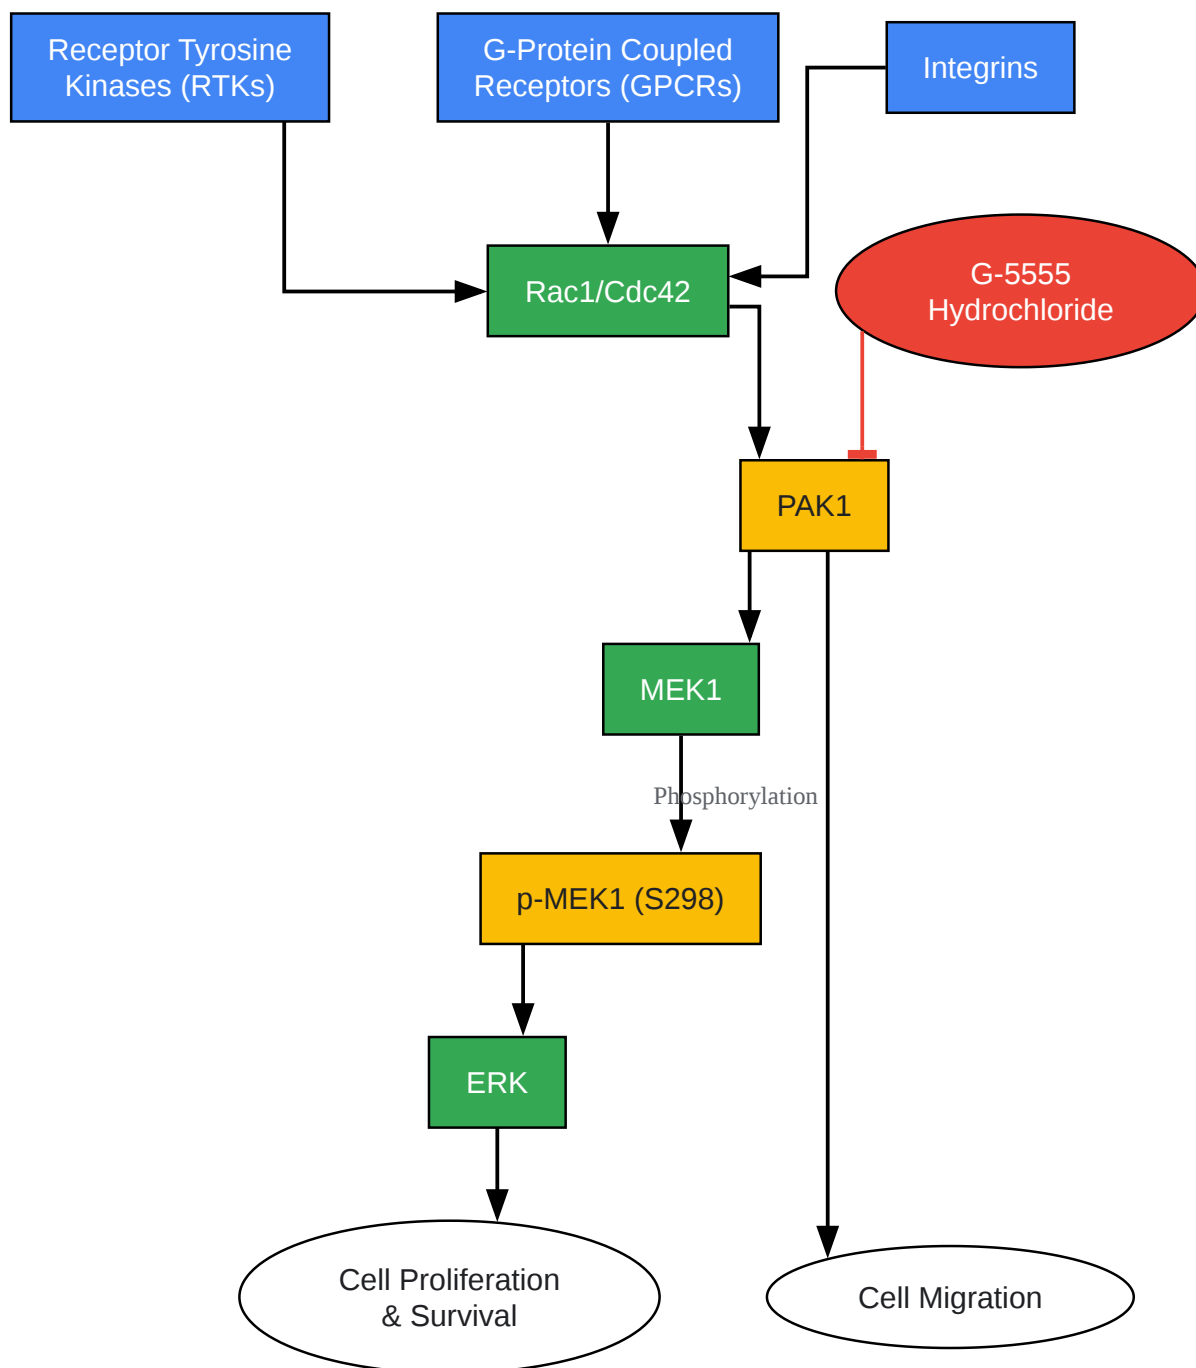 Receptor Tyrosine
Kinases (RTKs)
G-Protein Coupled
Receptors (GPCRs)
Integrins
G-5555
Hydrochloride
Rac1/Cdc42
PAK1
MEK1
Phosphorylation
p-MEK1 (S298)
ERK
Cell Proliferation
& Survival
Cell Migration